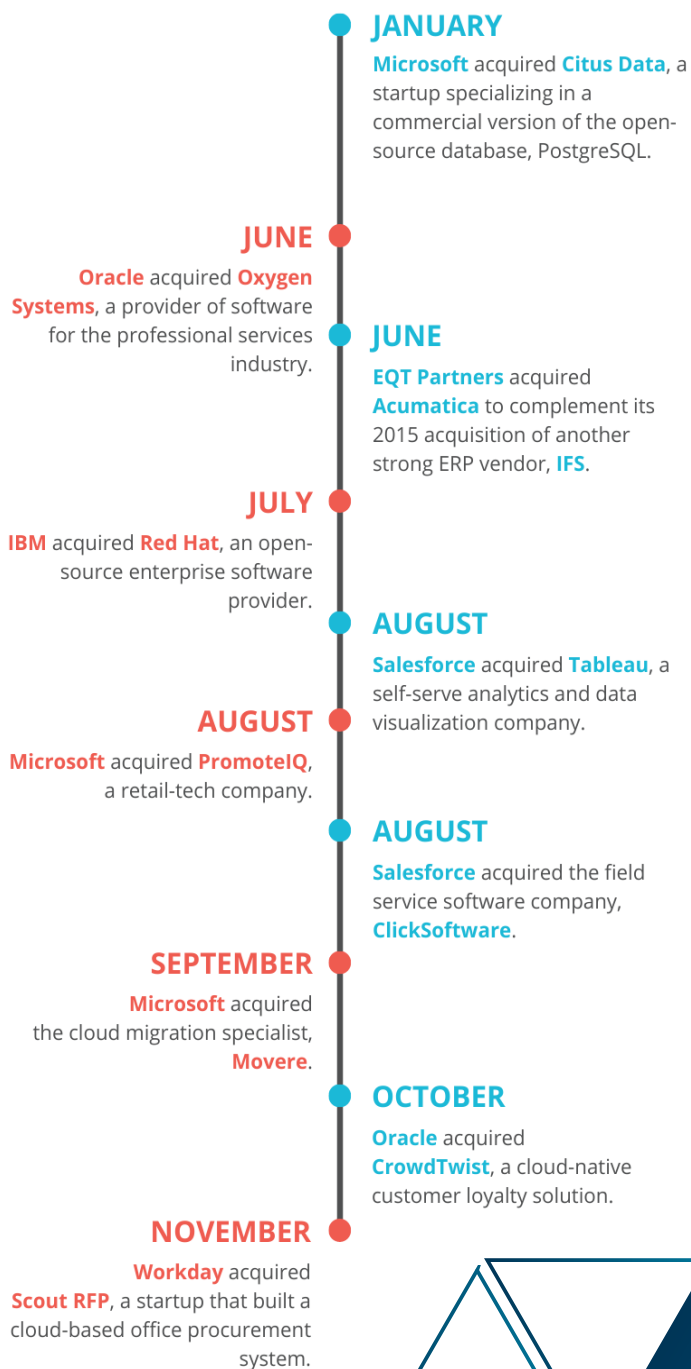 JANUARY
Microsoft acquired Citus Data, a
startup specializing in a
commercial version of the open-
source database, PostgreSQL.
JUNE
Oracle acquired Oxygen
Systems, a provider of software
for the professional services
industry.
JUNE
EQT Partners acquired
Acumatica to complement its
2015 acquisition of another
strong ERP vendor, IFS.
JULY
IBM acquired Red Hat, an open-
source enterprise software
provider.
AUGUST
Salesforce acquired Tableau, a
self-serve analytics and data
visualization company.
AUGUST
Microsoft acquired PromoteIQ,
a retail-tech company.
AUGUST
Salesforce acquired the field
service software company,
ClickSoftware.
SEPTEMBER
Microsoft acquired
the cloud migration specialist,
Movere.
OCTOBER
Oracle acquired
CrowdTwist, a cloud-native
customer loyalty solution.
NOVEMBER
Workday acquired
Scout RFP, a startup that built a
cloud-based office procurement
system.